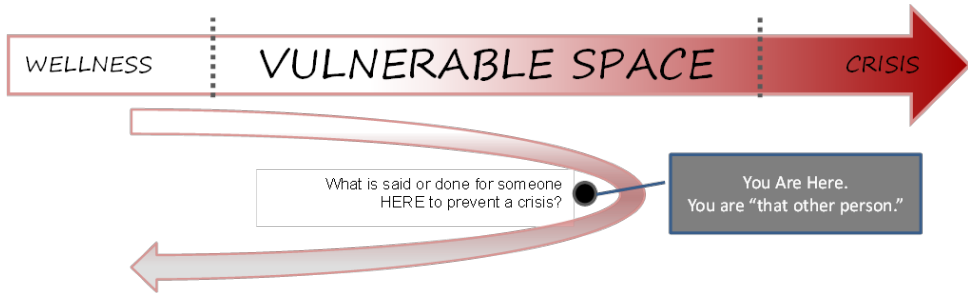 WELLNESS
VULNERABLE SPACE
CRISIS
What is said or done for someone
HERE to prevent a crisis?
You Are Here.
You are “that other person.”